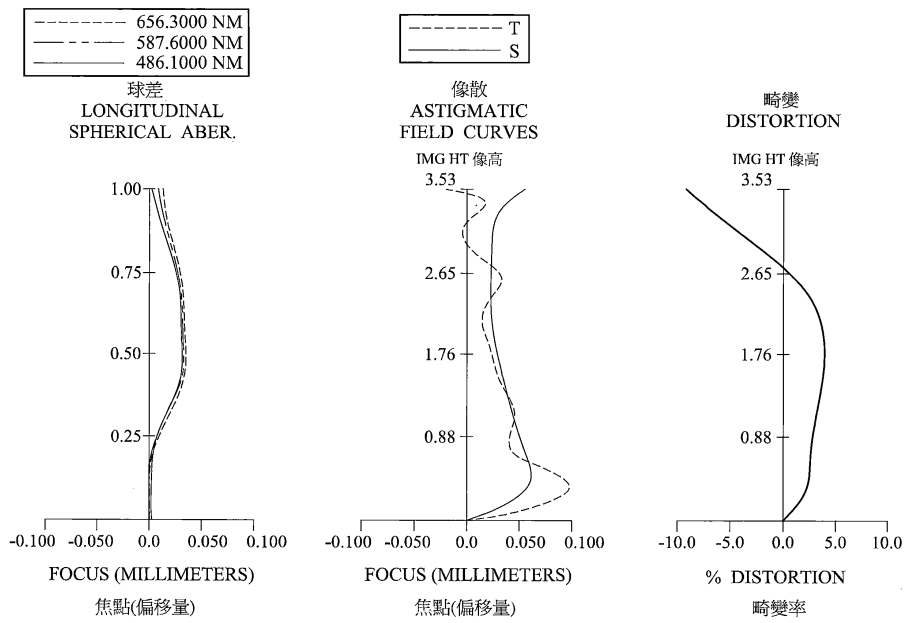 656.3000 NM
587.6000 NM
486.1000 NM
球差
LONGITUDINAL
SPHERICAL ABER.
1.00
0.75
0.50
0.25
-0.100 -0.050 0.0 0.050 0.100
FOCUS (MILLIMETERS)
焦點(偏移量)
T
S
像散
ASTIGMATIC
FIELD CURVES
IMG HT 像高
3.53
2.65
1.76
0.88
-0.100 -0.050 0.0 0.050 0.100
FOCUS (MILLIMETERS)
焦點(偏移量)
畸變
DISTORTION
IMG HT 像高
3.53
2.65
1.76
0.88
-10.0 -5.0 0.0 5.0 10.0
% DISTORTION
畸變率